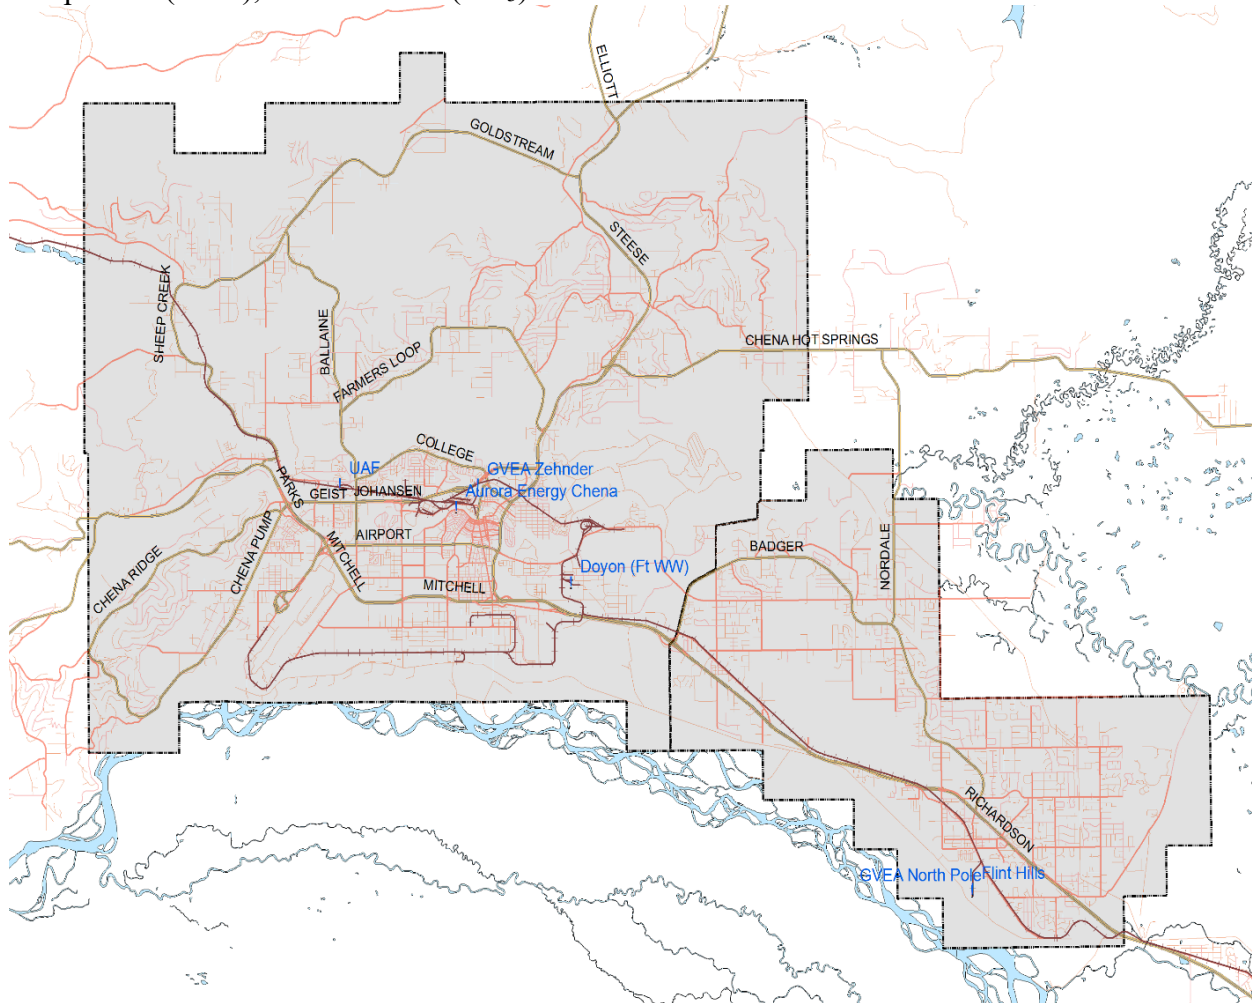 ELLIOTT
GOLDSTREAM
STEESE
SHEEP CREEK
BALLAINE
FARMERS LOOP
CHENA HOT SPRINGS
COLLEGE
UAF
GVEA Zehnder
PARKS
GEIST
JOHANSEN
Aurora Energy Chena
CHENA PUMP
AIRPORT
MITCHELL
NORDALE
BADGER
CHENA RIDGE
MITCHELL
Doyon (Ft WW)
RICHARDSON
GVEA North Pole
Flint Hills